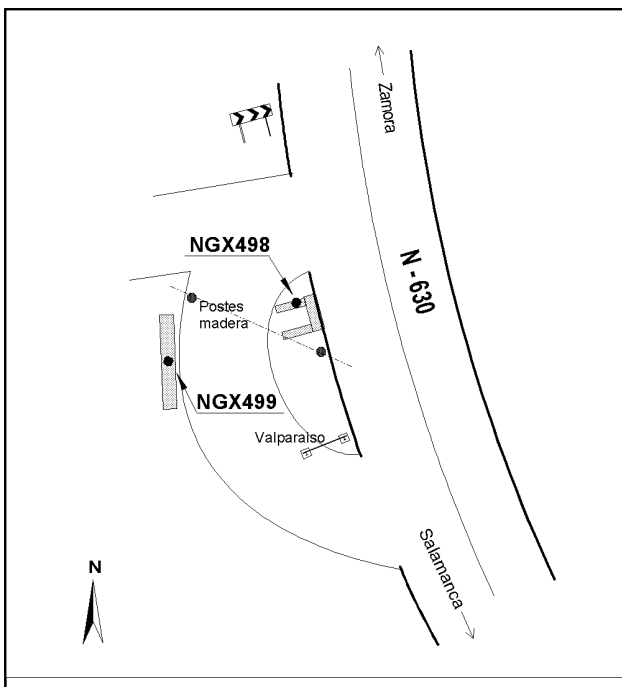 Zamora
NGX498
N - 630
Postes
madera
NGX499
Valparaiso
Salamanca
N